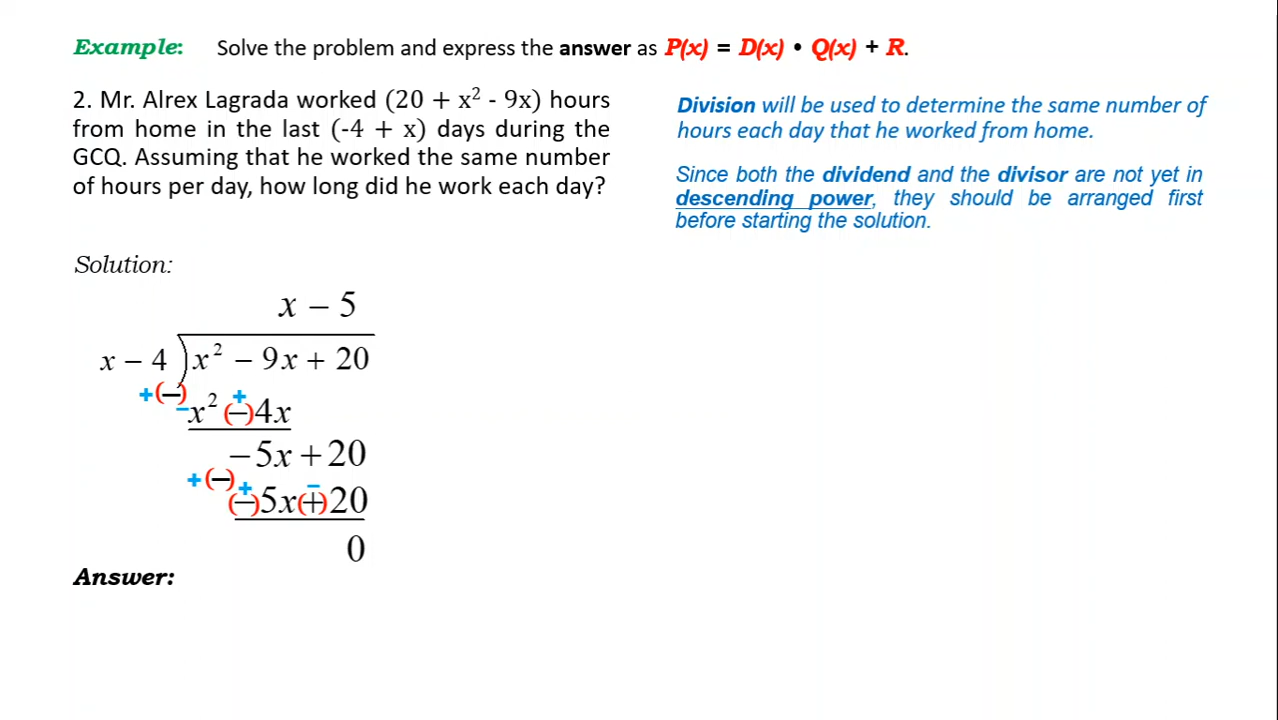 Example: Solve the problem and express the answer as P(x) = D(x) • Q(x) + R.
2. Mr. Alrex Lagrada worked (20 + x² - 9x) hours
from home in the last (-4 + x) days during the
GCQ. Assuming that he worked the same number
of hours per day, how long did he work each day?
Division will be used to determine the same number of
hours each day that he worked from home.
Since both the dividend and the divisor are not yet in
descending power, they should be arranged first
before starting the solution.
Solution:
x − 5
x − 4 )x² − 9x + 20
+(−)
− +
x² (−)4x
−5x + 20
+(−)
+ −
(−)5x(+)20
0
Answer: